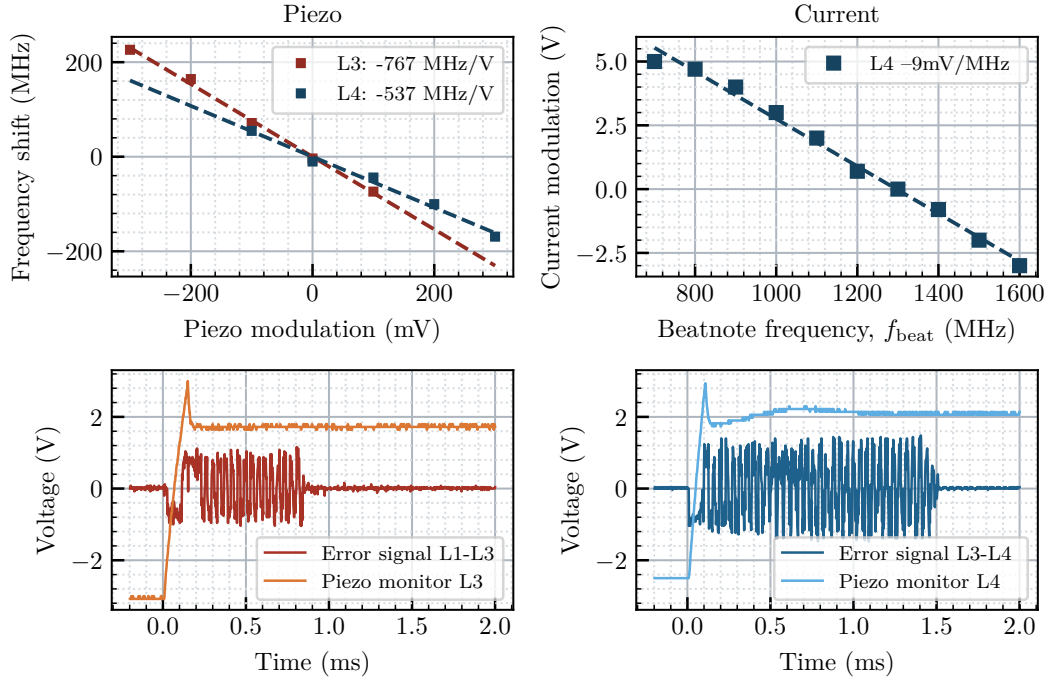 Piezo
Frequency shift (MHz)
200
0
−200
L3: -767 MHz/V
L4: -537 MHz/V
−200
0
200
Piezo modulation (mV)
Current
Current modulation (V)
5.0
2.5
0.0
−2.5
L4 –9mV/MHz
800
1000
1200
1400
1600
Beatnote frequency, f_beat (MHz)
Voltage (V)
2
0
−2
Error signal L1-L3
Piezo monitor L3
0.0
0.5
1.0
1.5
2.0
Time (ms)
Voltage (V)
2
0
−2
Error signal L3-L4
Piezo monitor L4
0.0
0.5
1.0
1.5
2.0
Time (ms)